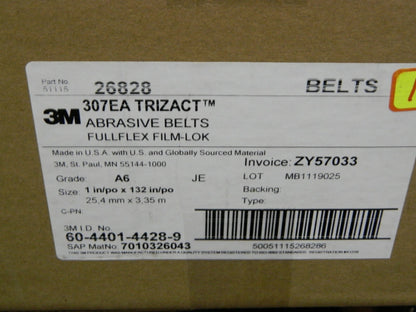 Part No. 26828 BELTS
51115
3M 307EA TRIZACT™
ABRASIVE BELTS
FULLFLEX FILM-LOK
Made in U.S.A. with U.S. and Globally Sourced Material
3M, St. Paul, MN 55144-1000 Invoice: ZY57033
Grade: A6 JE LOT MB1119025
Size: 1 in/po x 132 in/po Backing:
25,4 mm x 3,35 m Type:
C-PN:
3M I.D. No.
60-4401-4428-9
SAP MatNo 7010326043 50051115268286